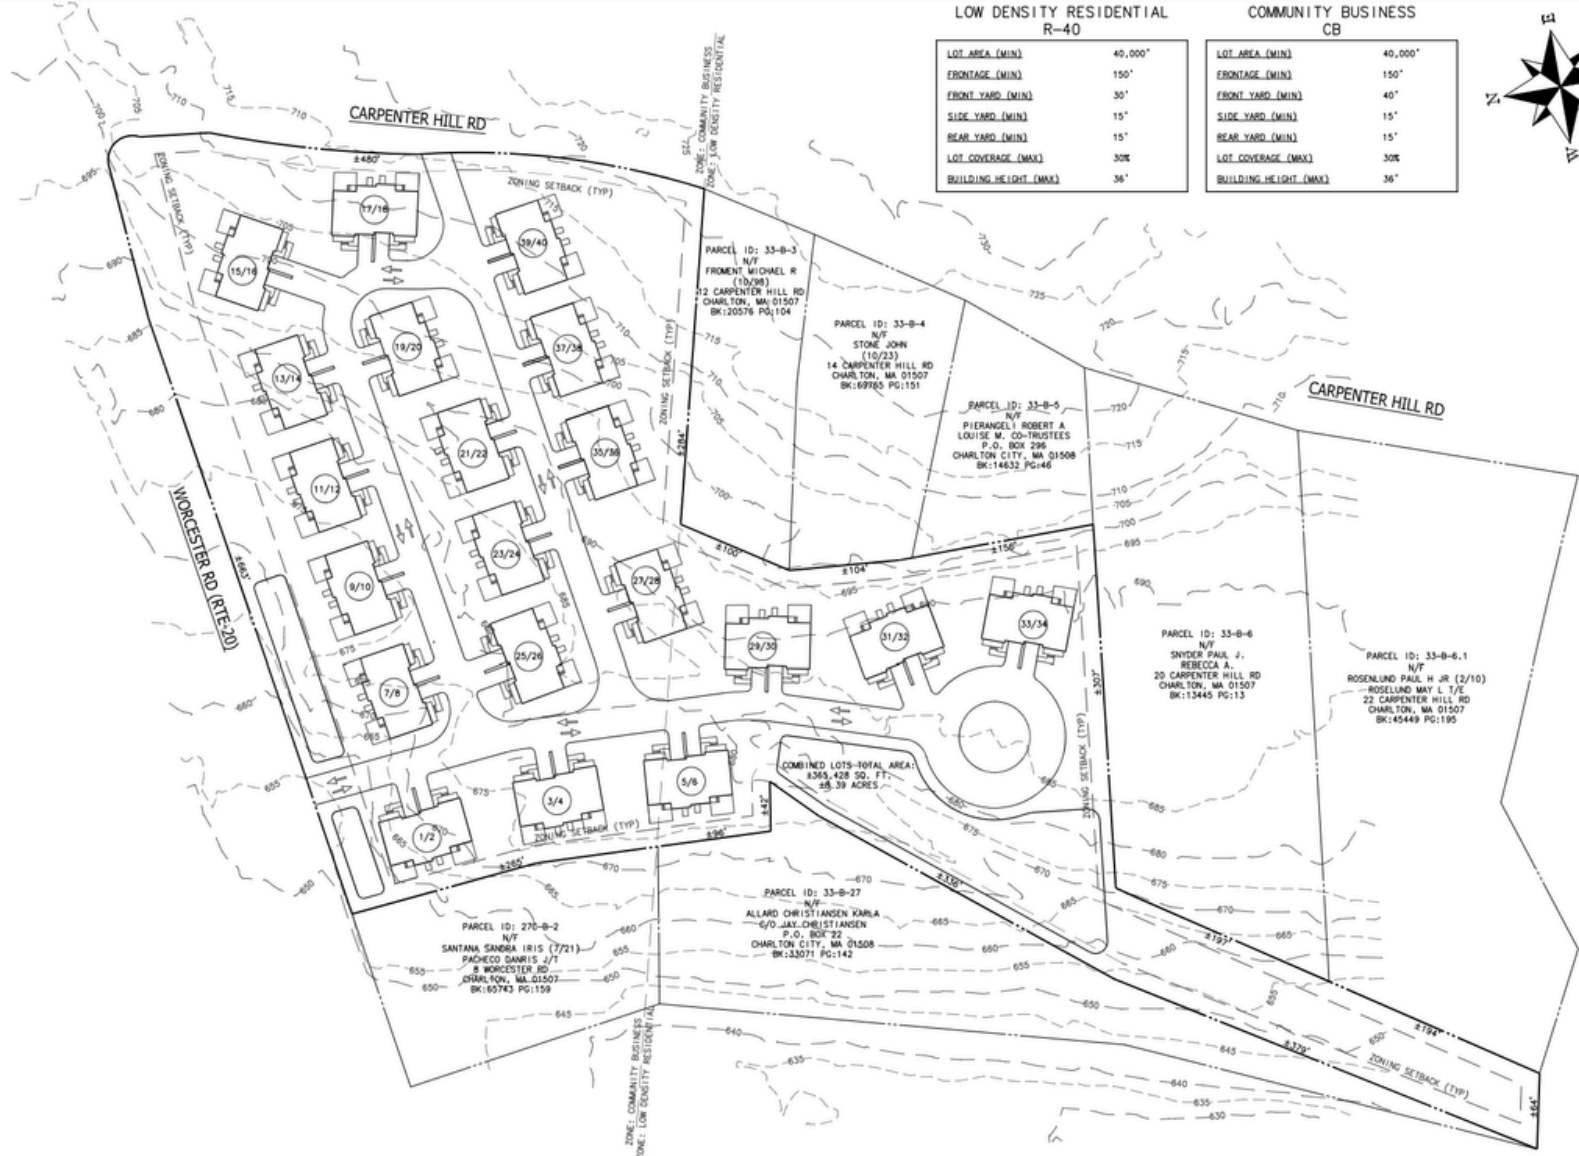 LOW DENSITY RESIDENTIAL
R-40
LOT AREA (MIN) 40,000'
FRONTAGE (MIN) 150'
FRONT YARD (MIN) 30'
SIDE YARD (MIN) 15'
REAR YARD (MIN) 15'
LOT COVERAGE (MAX) 30%
BUILDING HEIGHT (MAX) 36'
COMMUNITY BUSINESS
CB
LOT AREA (MIN) 40,000'
FRONTAGE (MIN) 150'
FRONT YARD (MIN) 40'
SIDE YARD (MIN) 15'
REAR YARD (MIN) 15'
LOT COVERAGE (MAX) 30%
BUILDING HEIGHT (MAX) 36'
E
N
W
CARPENTER HILL RD
ZONE: COMMUNITY BUSINESS
ZONE: LOW DENSITY RESIDENTIAL
±480'
ZONING SETBACK (TYP)
ZONING SETBACK (TYP)
ZONING SETBACK (TYP)
17/18
15/16
39/40
19/20
37/38
13/14
21/22
35/36
11/12
23/24
9/10
27/28
25/26
7/8
29/30
31/32
33/34
5/6
3/4
1/2
WORCESTER RD (RTE-20)
±663'
±284'
±100'
±104'
±156'
±307'
PARCEL ID: 33-B-3
N/F
FROMENT MICHAEL R
(10/98)
12 CARPENTER HILL RD
CHARLTON, MA 01507
BK:20576 PG:104
PARCEL ID: 33-B-4
N/F
STONE JOHN
(10/23)
14 CARPENTER HILL RD
CHARLTON, MA 01507
BK:69765 PG:151
PARCEL ID: 33-B-5
N/F
PIERANGELI ROBERT A
LOUISE M. CO-TRUSTEES
P.O. BOX 296
CHARLTON CITY, MA 01508
BK:14632 PG:46
CARPENTER HILL RD
PARCEL ID: 33-B-6
N/F
SNYDER PAUL J.
REBECCA A.
20 CARPENTER HILL RD
CHARLTON, MA 01507
BK:13445 PG:13
PARCEL ID: 33-B-6.1
N/F
ROSENLUND PAUL H JR (2/10)
ROSELUND MAY L T/E
22 CARPENTER HILL RD
CHARLTON, MA 01507
BK:45449 PG:195
COMBINED LOTS TOTAL AREA:
±365,428 SQ. FT.
±8.39 ACRES
ZONING SETBACK (TYP)
ZONING SETBACK (TYP)
±42'
±96'
±265'
±336'
±197'
±194'
±379'
±64'
ZONING SETBACK (TYP)
PARCEL ID: 27C-B-2
N/F
SANTANA SANDRA IRIS (7/21)
PACHECO DANRIS J/T
8 WORCESTER RD
CHARLTON, MA 01507
BK:65743 PG:159
PARCEL ID: 33-B-27
N/F
ALLARD CHRISTIANSEN KARLA
C/O JAY CHRISTIANSEN
P.O. BOX 22
CHARLTON CITY, MA 01508
BK:33071 PG:142
ZONE: COMMUNITY BUSINESS
ZONE: LOW DENSITY RESIDENTIAL